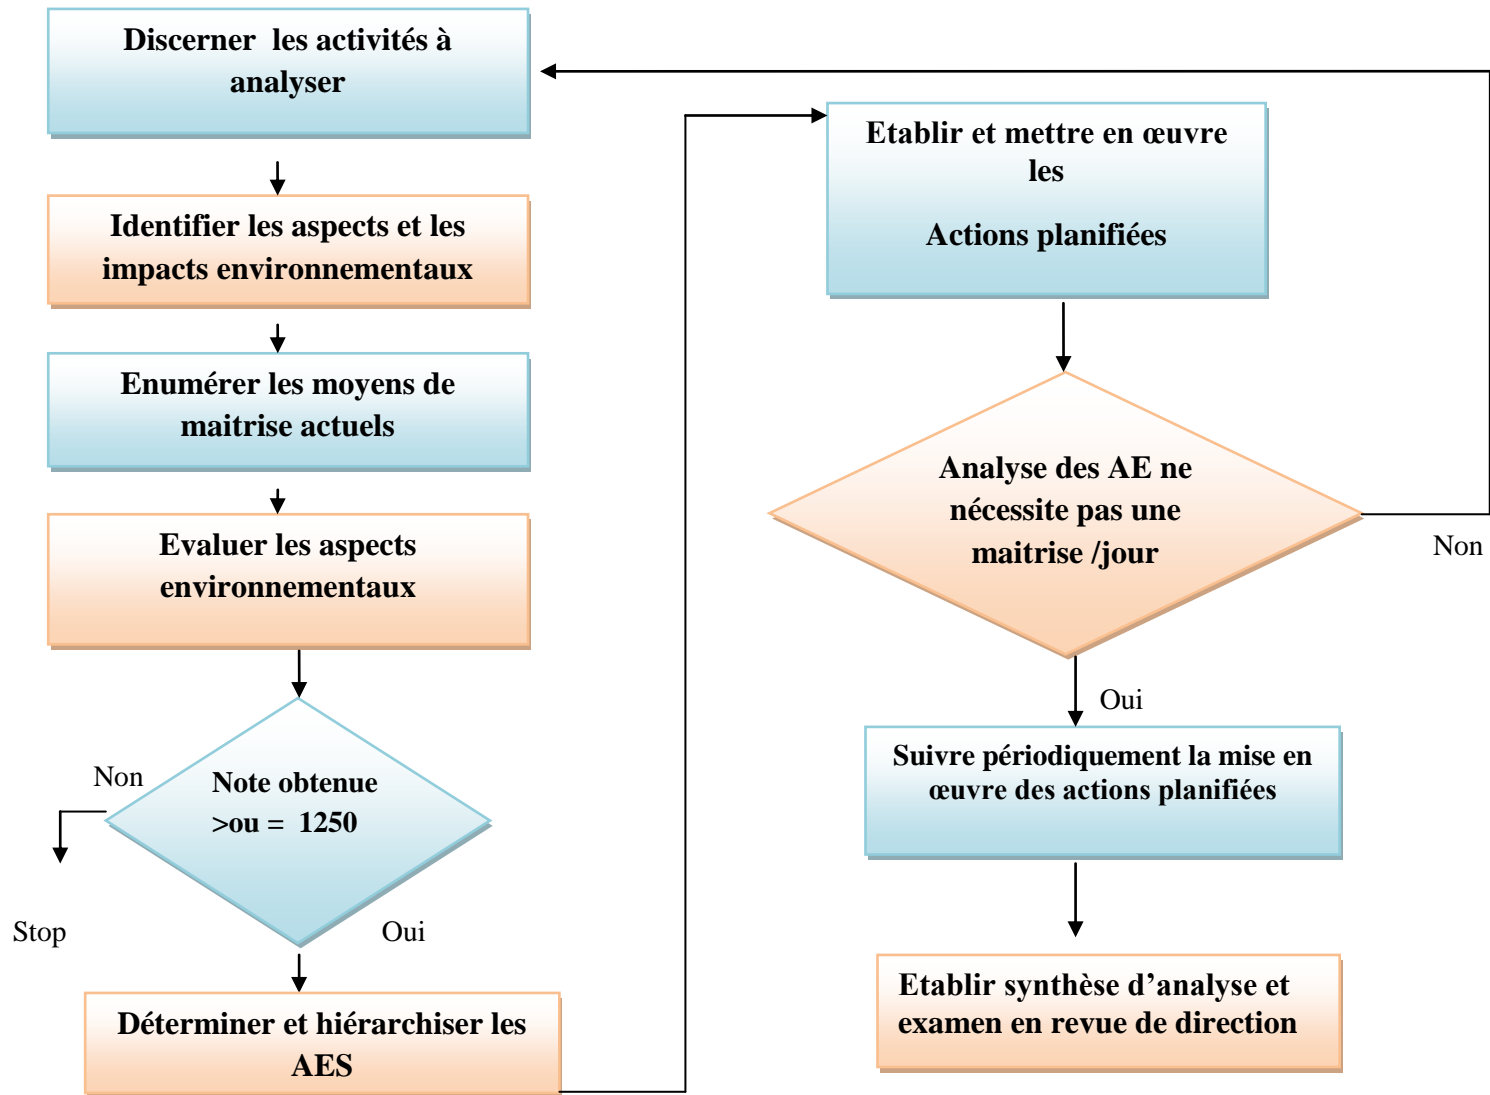 Discerner les activités à
analyser
Identifier les aspects et les
impacts environnementaux
Enumérer les moyens de
maitrise actuels
Evaluer les aspects
environnementaux
Non
Note obtenue
>ou = 1250
Stop
Oui
Déterminer et hiérarchiser les
AES
Etablir et mettre en œuvre
les
Actions planifiées
Analyse des AE ne
nécessite pas une
maitrise /jour
Non
Oui
Suivre périodiquement la mise en
œuvre des actions planifiées
Etablir synthèse d’analyse et
examen en revue de direction